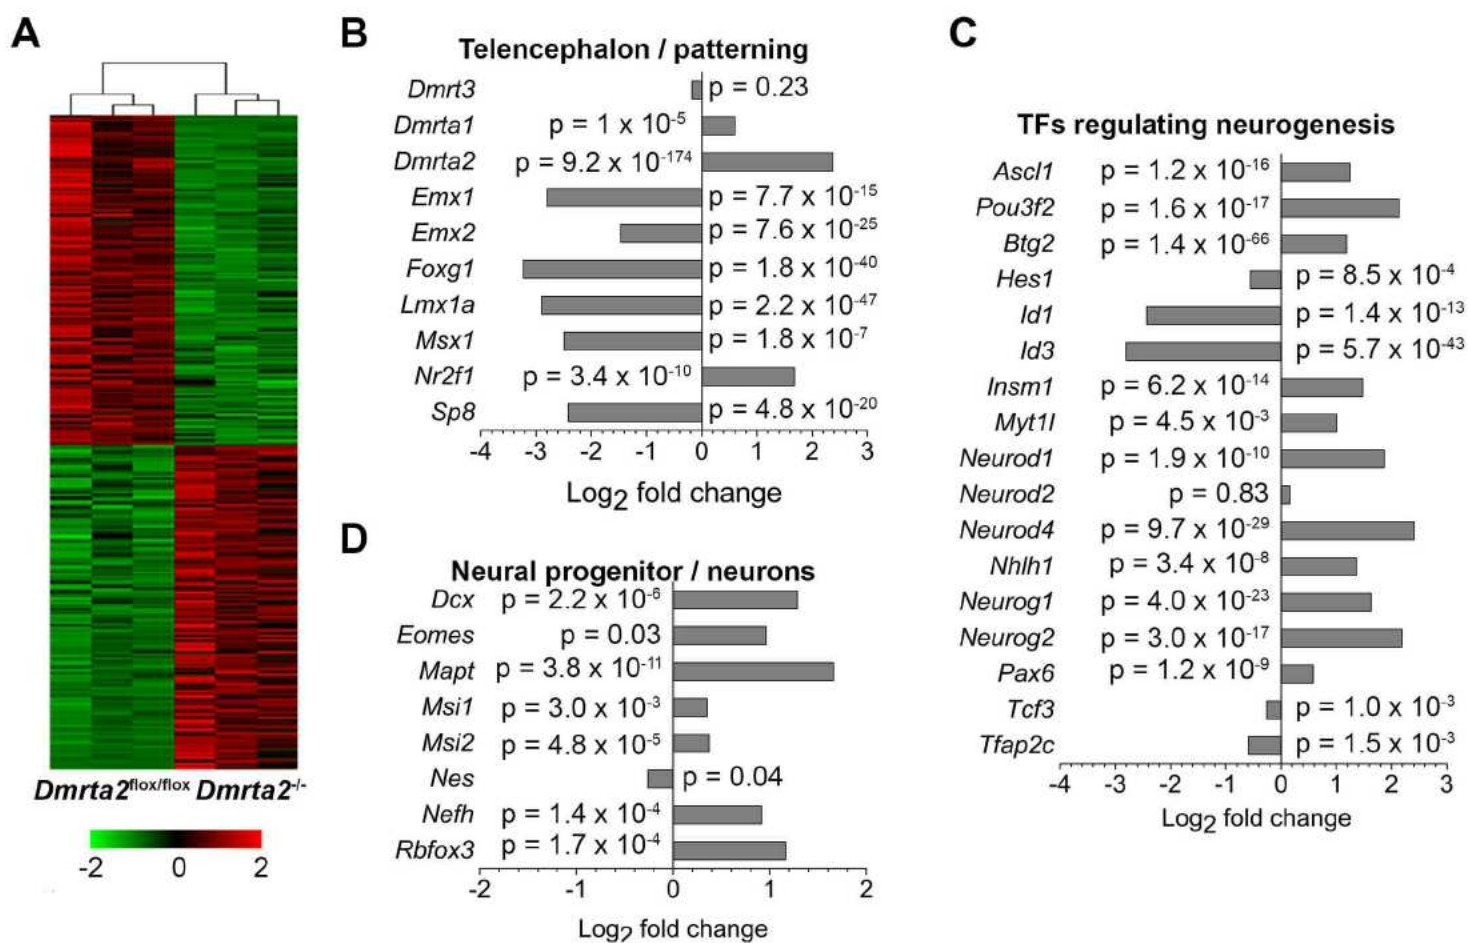 A
Dmrta2flox/flox Dmrta2-/-
-2 0 2
B
Telencephalon / patterning
Dmrt3 p = 0.23
Dmrta1 p = 1 x 10-5
Dmrta2 p = 9.2 x 10-174
Emx1 p = 7.7 x 10-15
Emx2 p = 7.6 x 10-25
Foxg1 p = 1.8 x 10-40
Lmx1a p = 2.2 x 10-47
Msx1 p = 1.8 x 10-7
Nr2f1 p = 3.4 x 10-10
Sp8 p = 4.8 x 10-20
-4 -3 -2 -1 0 1 2 3
Log2 fold change
C
TFs regulating neurogenesis
Ascl1 p = 1.2 x 10-16
Pou3f2 p = 1.6 x 10-17
Btg2 p = 1.4 x 10-66
Hes1 p = 8.5 x 10-4
Id1 p = 1.4 x 10-13
Id3 p = 5.7 x 10-43
Insm1 p = 6.2 x 10-14
Myt1l p = 4.5 x 10-3
Neurod1 p = 1.9 x 10-10
Neurod2 p = 0.83
Neurod4 p = 9.7 x 10-29
Nhlh1 p = 3.4 x 10-8
Neurog1 p = 4.0 x 10-23
Neurog2 p = 3.0 x 10-17
Pax6 p = 1.2 x 10-9
Tcf3 p = 1.0 x 10-3
Tfap2c p = 1.5 x 10-3
-4 -3 -2 -1 0 1 2 3
Log2 fold change
D
Neural progenitor / neurons
Dcx p = 2.2 x 10-6
Eomes p = 0.03
Mapt p = 3.8 x 10-11
Msi1 p = 3.0 x 10-3
Msi2 p = 4.8 x 10-5
Nes p = 0.04
Nefh p = 1.4 x 10-4
Rbfox3 p = 1.7 x 10-4
-2 -1 0 1 2
Log2 fold change